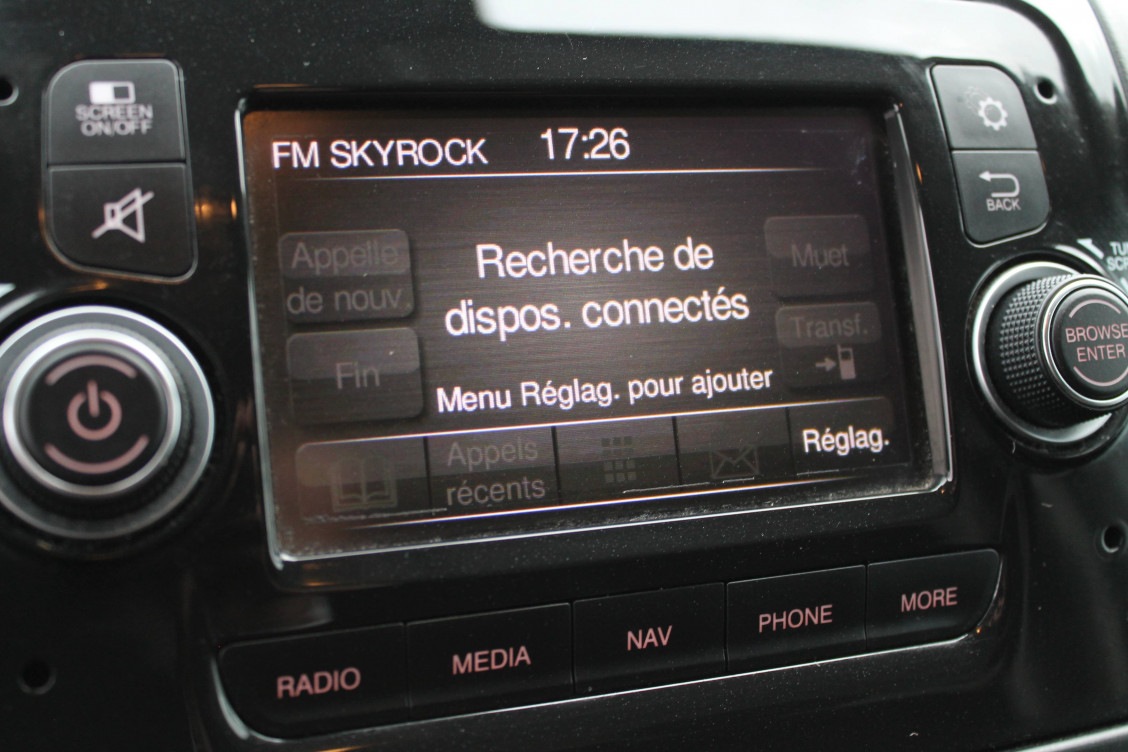 SCREEN
ON/OFF
FM SKYROCK 17:26
BACK
Appelle
de nouv.
Recherche de
dispos. connectés
Muet
Transf.
Fin
Menu Réglag. pour ajouter
Appels
récents
Réglag.
BROWSE
ENTER
RADIO
MEDIA
NAV
PHONE
MORE